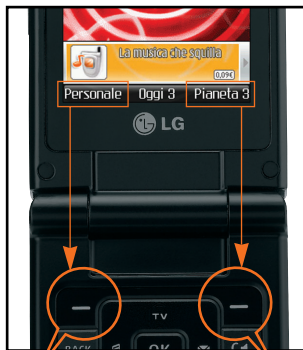 La musica che squilla
0,09€
Personale Oggi 3 Pianeta 3
LG
TV
BACK OK